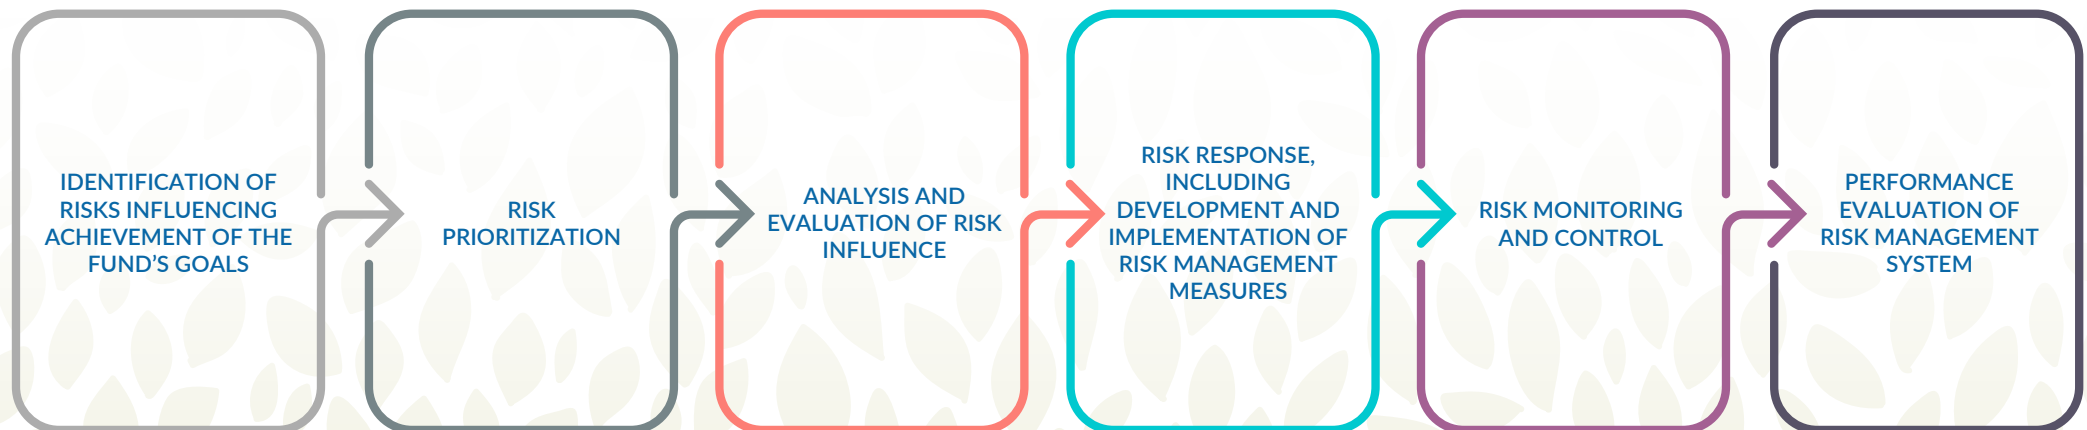 IDENTIFICATION OF
RISKS INFLUENCING
ACHIEVEMENT OF THE
FUND'S GOALS
RISK
PRIORITIZATION
ANALYSIS AND
EVALUATION OF RISK
INFLUENCE
RISK RESPONSE,
INCLUDING
DEVELOPMENT AND
IMPLEMENTATION OF
RISK MANAGEMENT
MEASURES
RISK MONITORING
AND CONTROL
PERFORMANCE
EVALUATION OF
RISK MANAGEMENT
SYSTEM